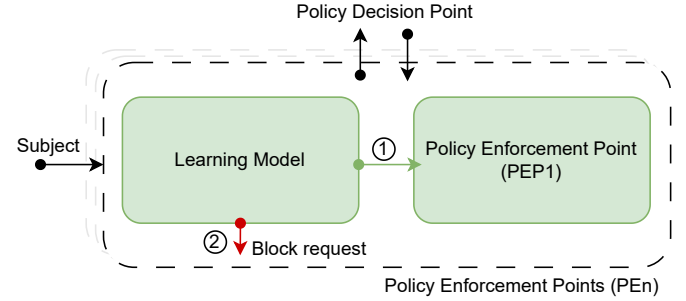 Policy Decision Point
Subject
Learning Model
1
Policy Enforcement Point
(PEP1)
2
Block request
Policy Enforcement Points (PEn)